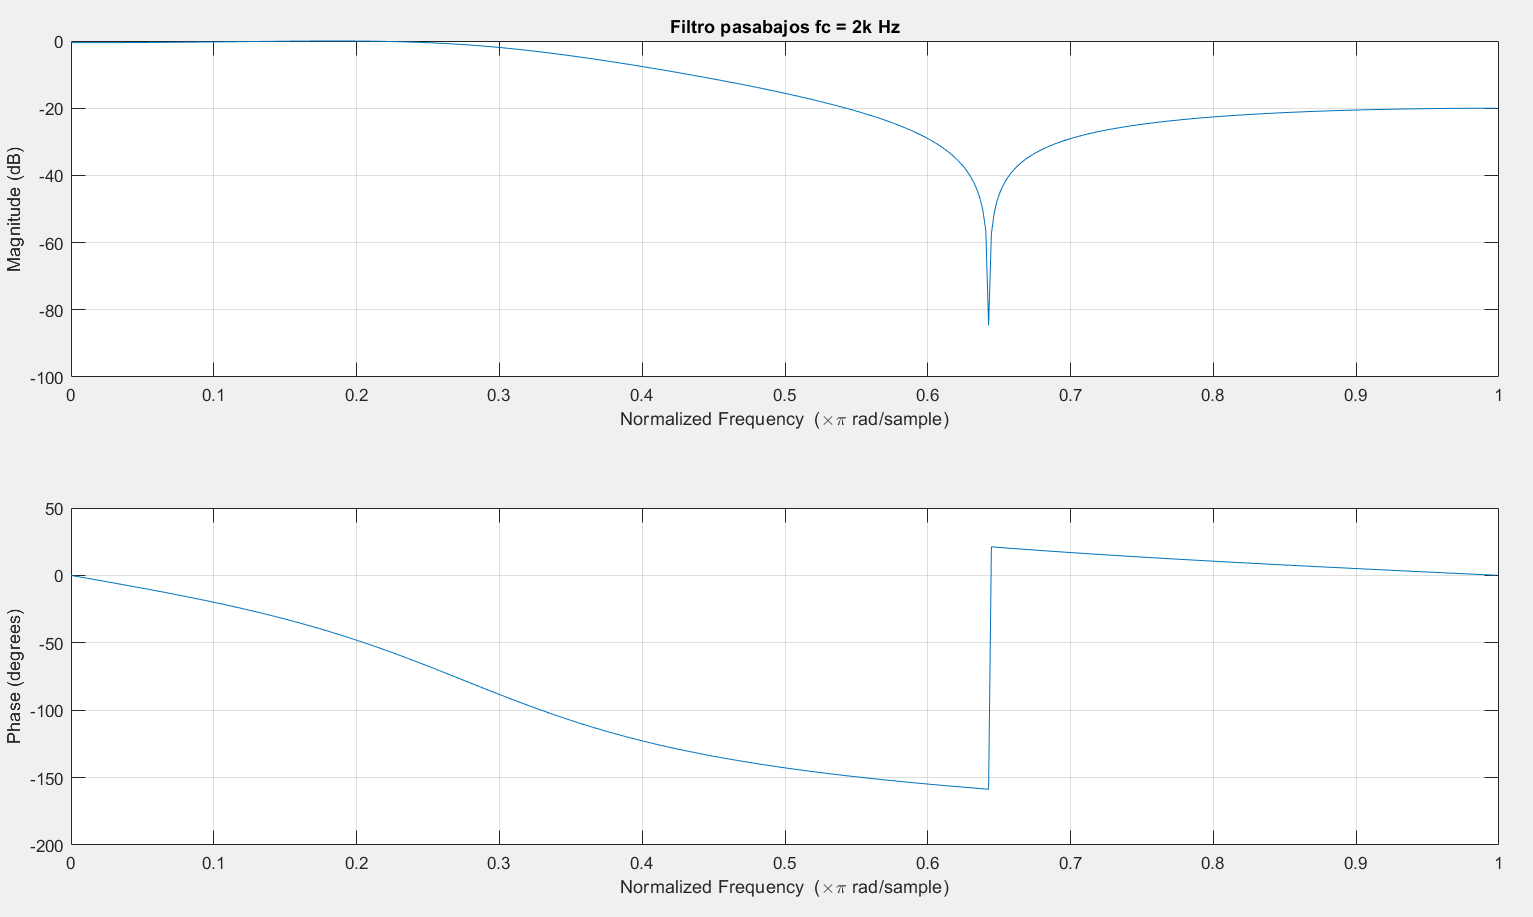 Filtro pasabajos fc = 2k Hz
0
-20
-40
-60
-80
-100
Magnitude (dB)
0 0.1 0.2 0.3 0.4 0.5 0.6 0.7 0.8 0.9 1
Normalized Frequency (×π rad/sample)
50
0
-50
-100
-150
-200
Phase (degrees)
0 0.1 0.2 0.3 0.4 0.5 0.6 0.7 0.8 0.9 1
Normalized Frequency (×π rad/sample)